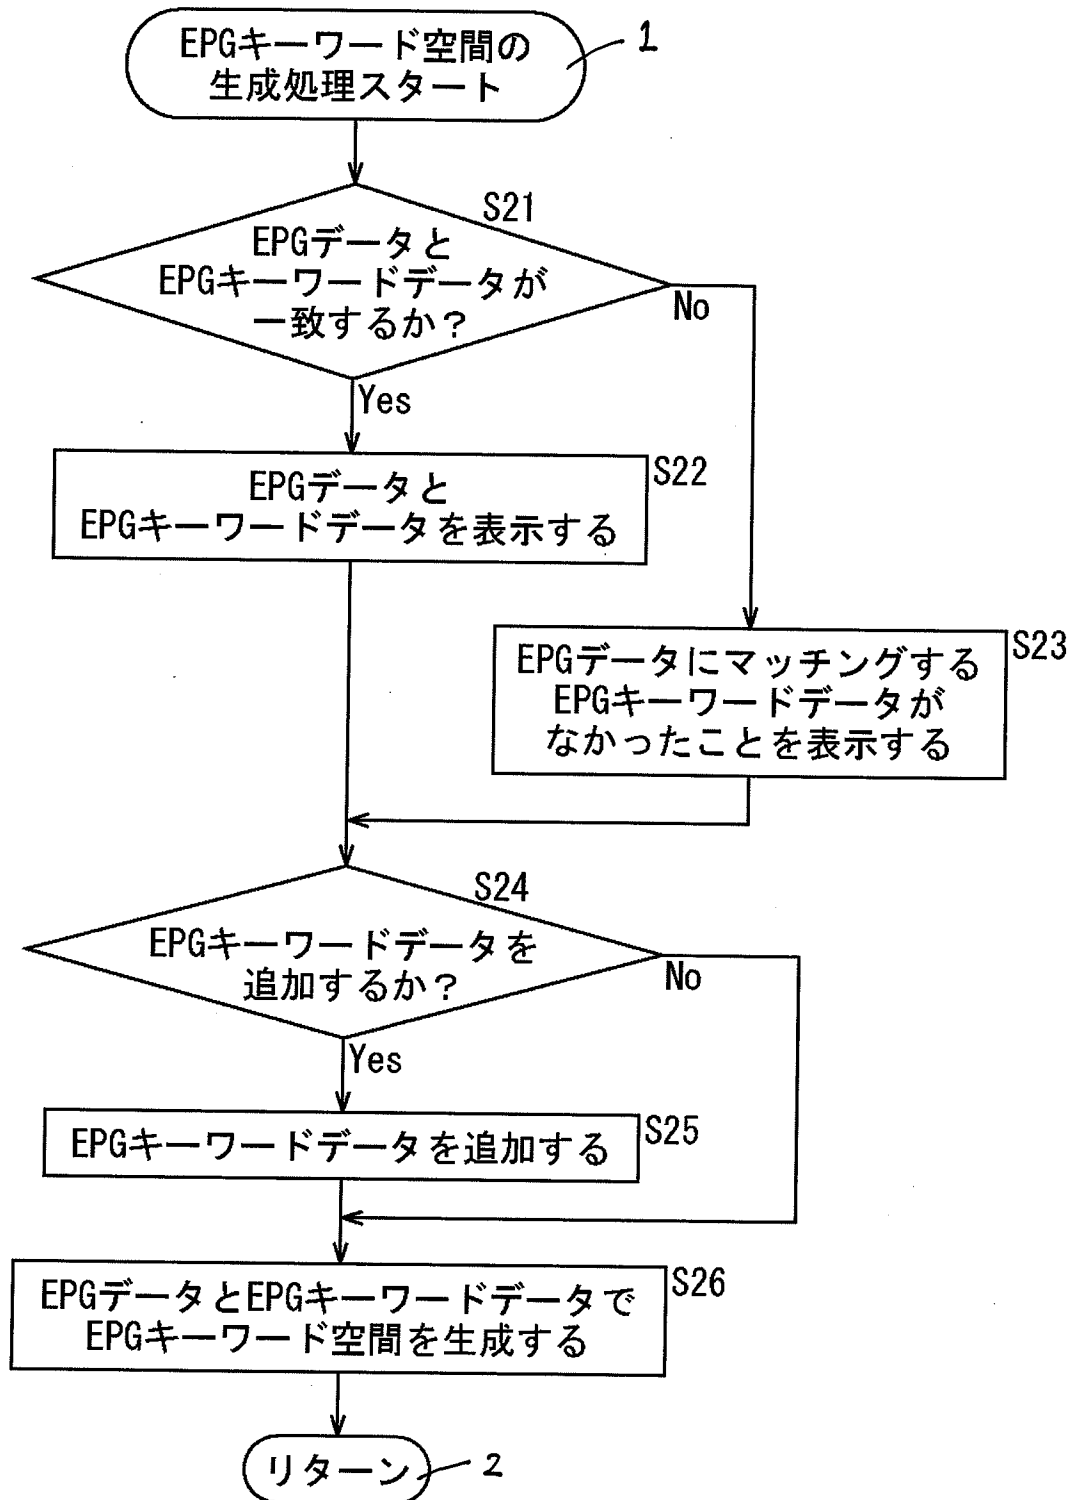 EPGキーワード空間の
生成処理スタート
1
S21
EPGデータと
EPGキーワードデータが
一致するか?
No
Yes
S22
EPGデータと
EPGキーワードデータを表示する
S23
EPGデータにマッチングする
EPGキーワードデータが
なかったことを表示する
S24
EPGキーワードデータを
追加するか?
No
Yes
EPGキーワードデータを追加する
S25
S26
EPGデータとEPGキーワードデータで
EPGキーワード空間を生成する
リターン
2